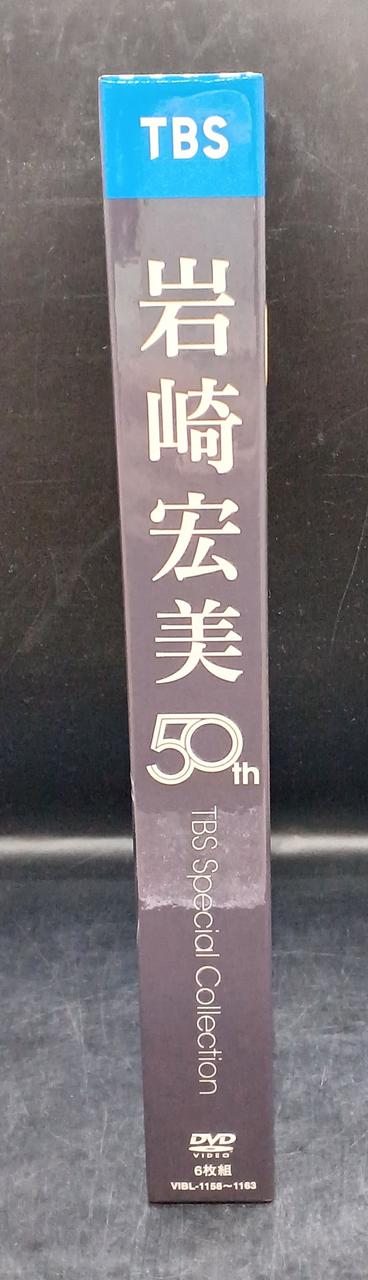 TBS
岩崎宏美
50th
TBS Special Collection
DVD
VIDEO
6枚組
VIBL-1158~1163